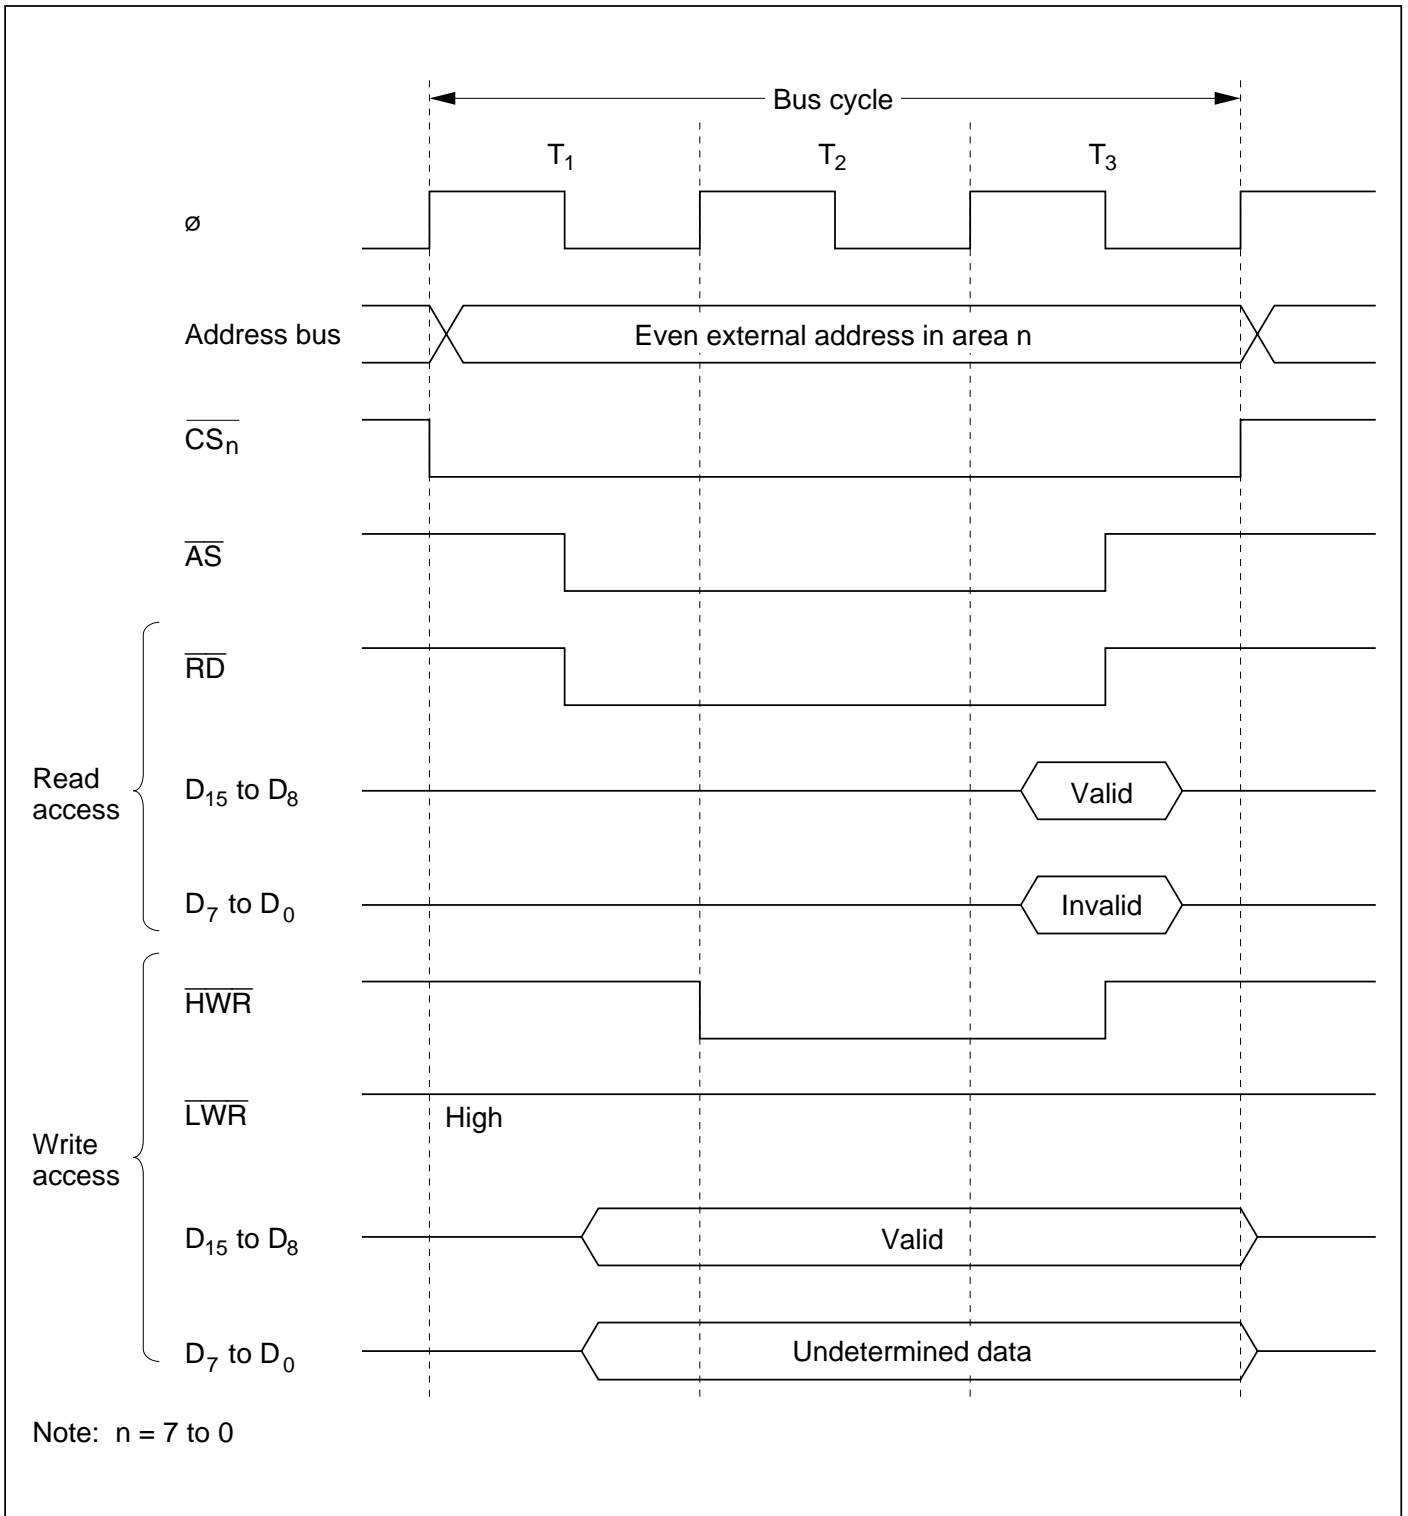 Bus cycle
T1 T2 T3
ø
Address bus Even external address in area n
CSn
AS
RD
Read access
D15 to D8 Valid
D7 to D0 Invalid
HWR
LWR High
Write access
D15 to D8 Valid
D7 to D0 Undetermined data
Note: n = 7 to 0